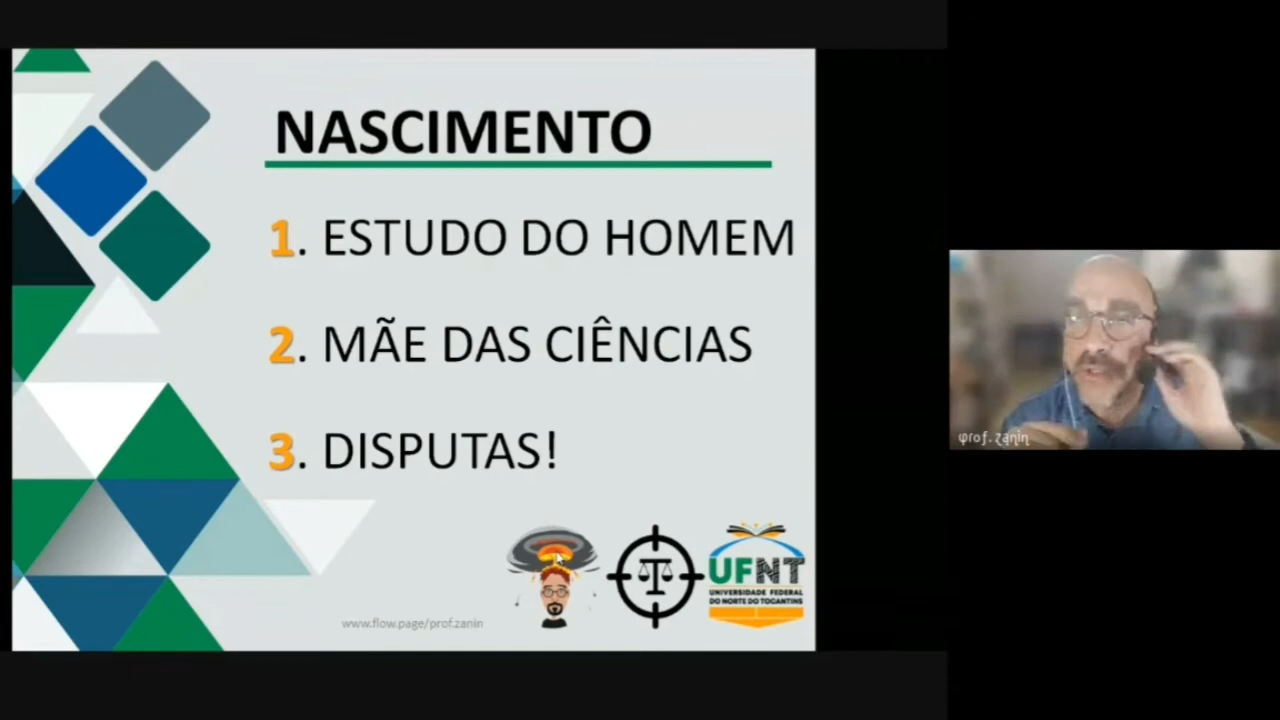 NASCIMENTO
1. ESTUDO DO HOMEM
2. MÃE DAS CIÊNCIAS
3. DISPUTAS!
www.flow.page/prof.zanin
UFNT
UNIVERSIDADE FEDERAL
DO NORTE DO TOCANTINS
prof. zanin